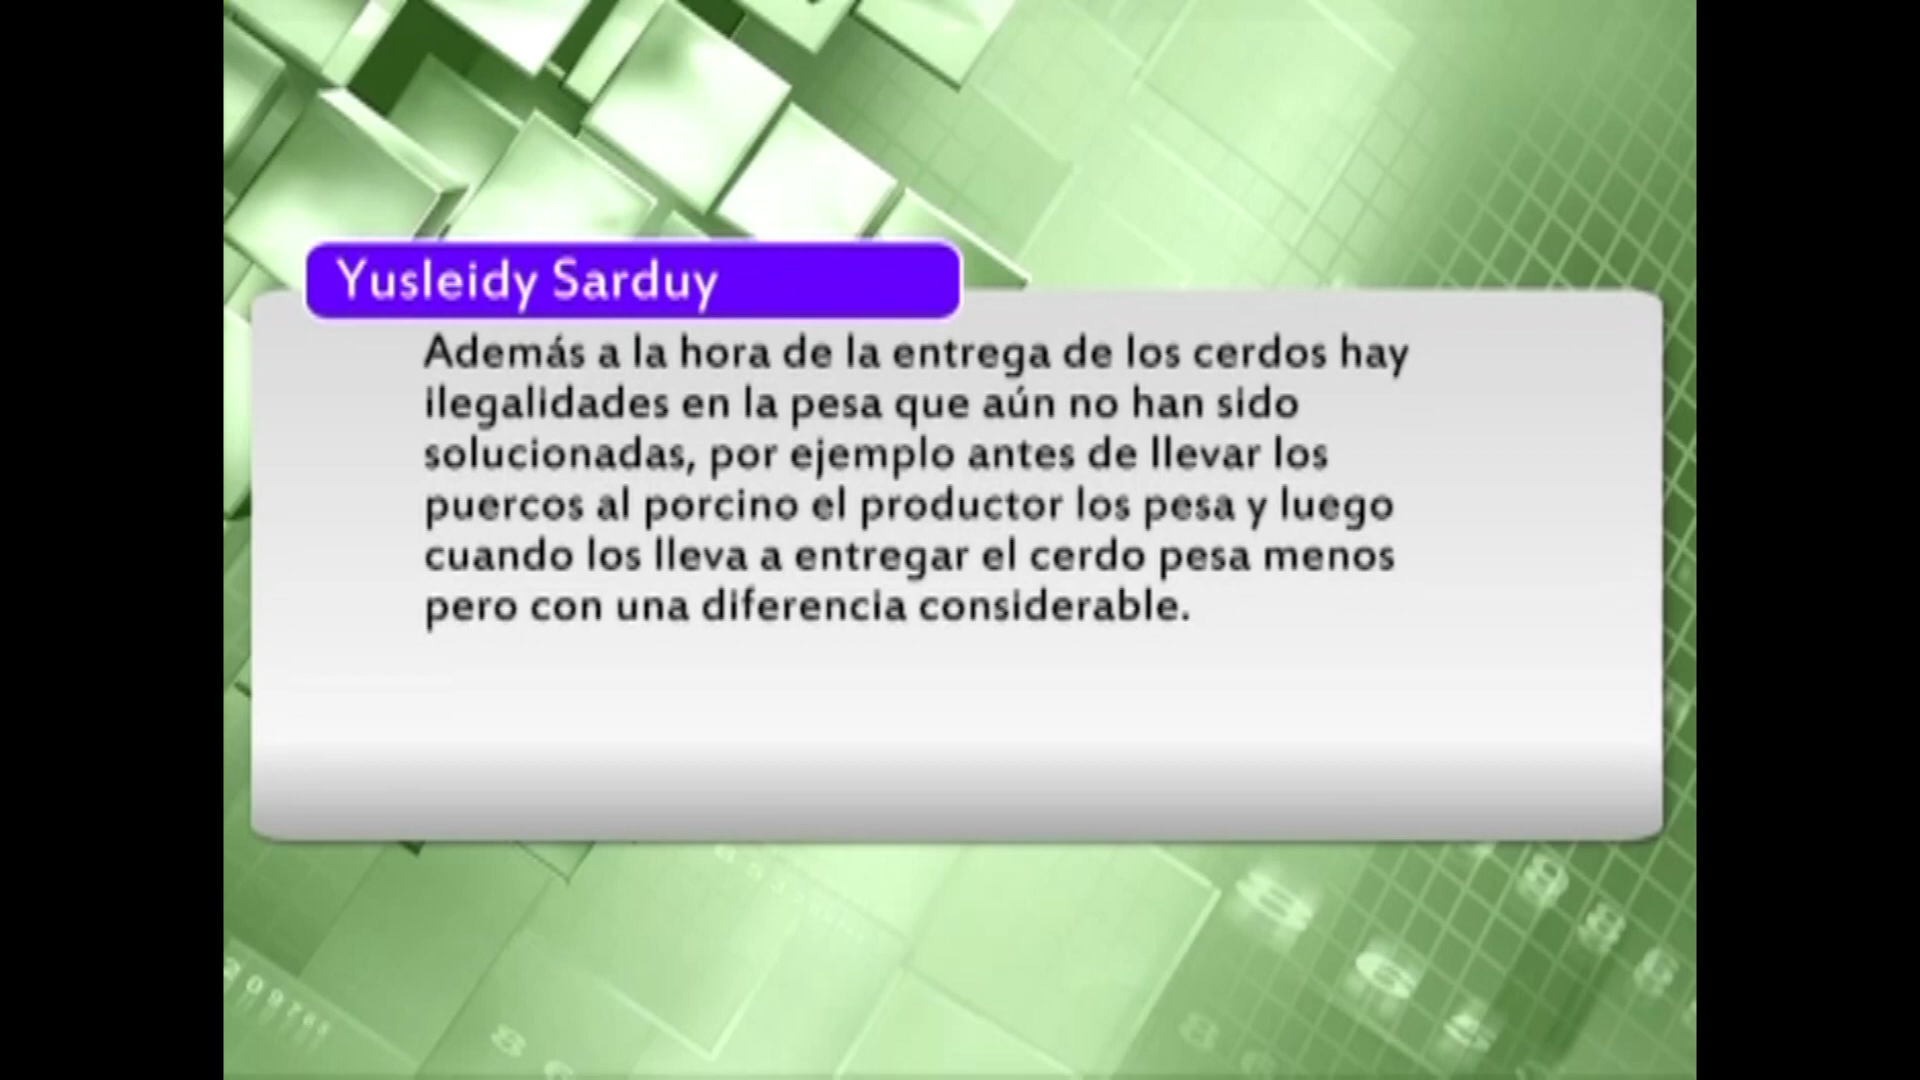 Yusleidy Sarduy
Además a la hora de la entrega de los cerdos hay
ilegalidades en la pesa que aún no han sido
solucionadas, por ejemplo antes de llevar los
puercos al porcino el productor los pesa y luego
cuando los lleva a entregar el cerdo pesa menos
pero con una diferencia considerable.